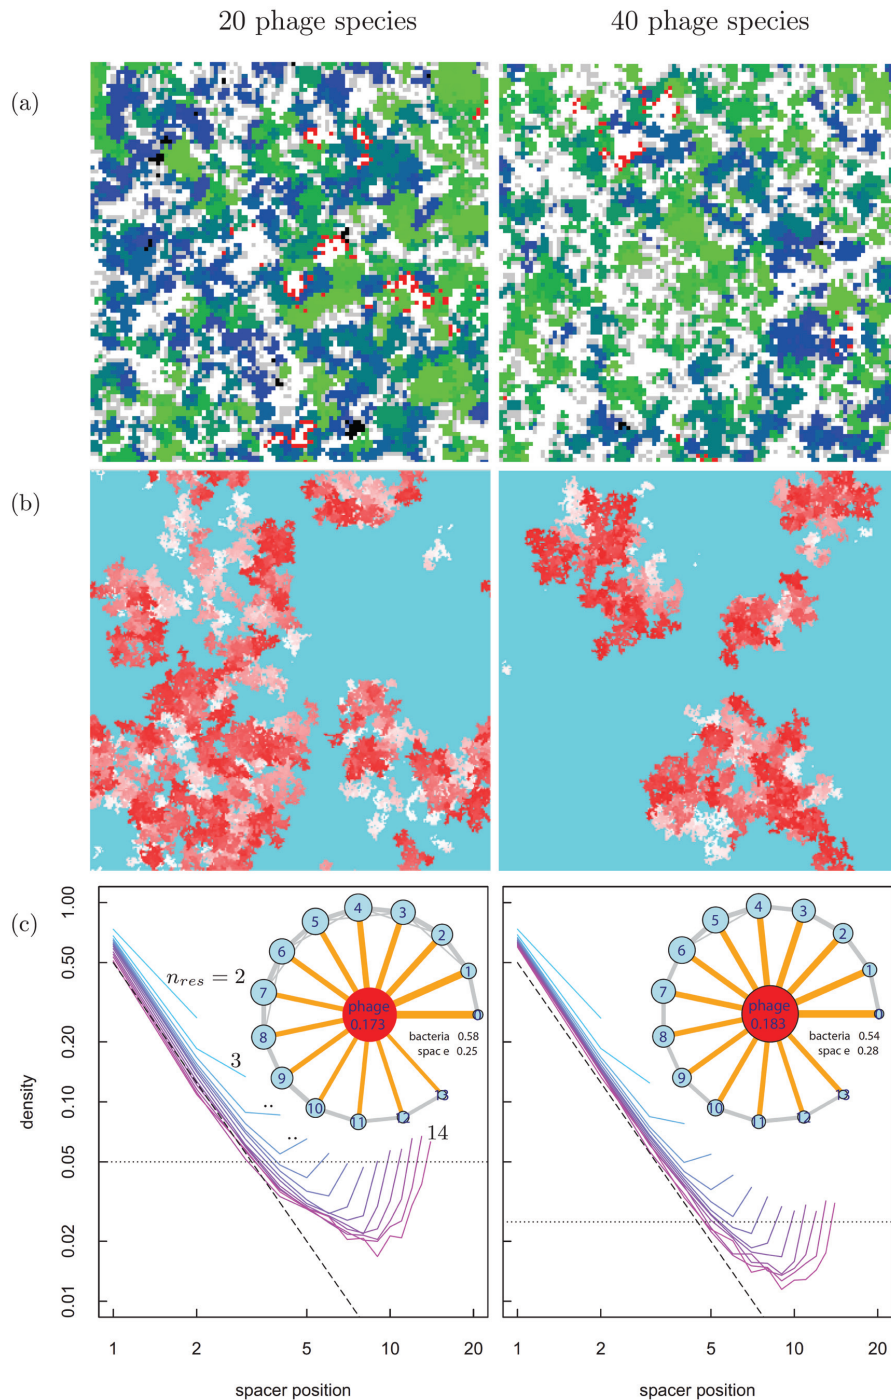 20 phage species
40 phage species
(a)
(b)
(c)
density
1.00
0.50
0.20
0.10
0.05
0.02
0.01
n_res = 2
3
..
..
14
phage
0.173
0
1
2
3
4
5
6
7
8
9
10
11
12
13
bacteria 0.58
spac e 0.25
1 2 5 10 20
spacer position
phage
0.183
0
1
2
3
4
5
6
7
8
9
10
11
12
13
bacteria 0.54
spac e 0.28
1 2 5 10 20
spacer position